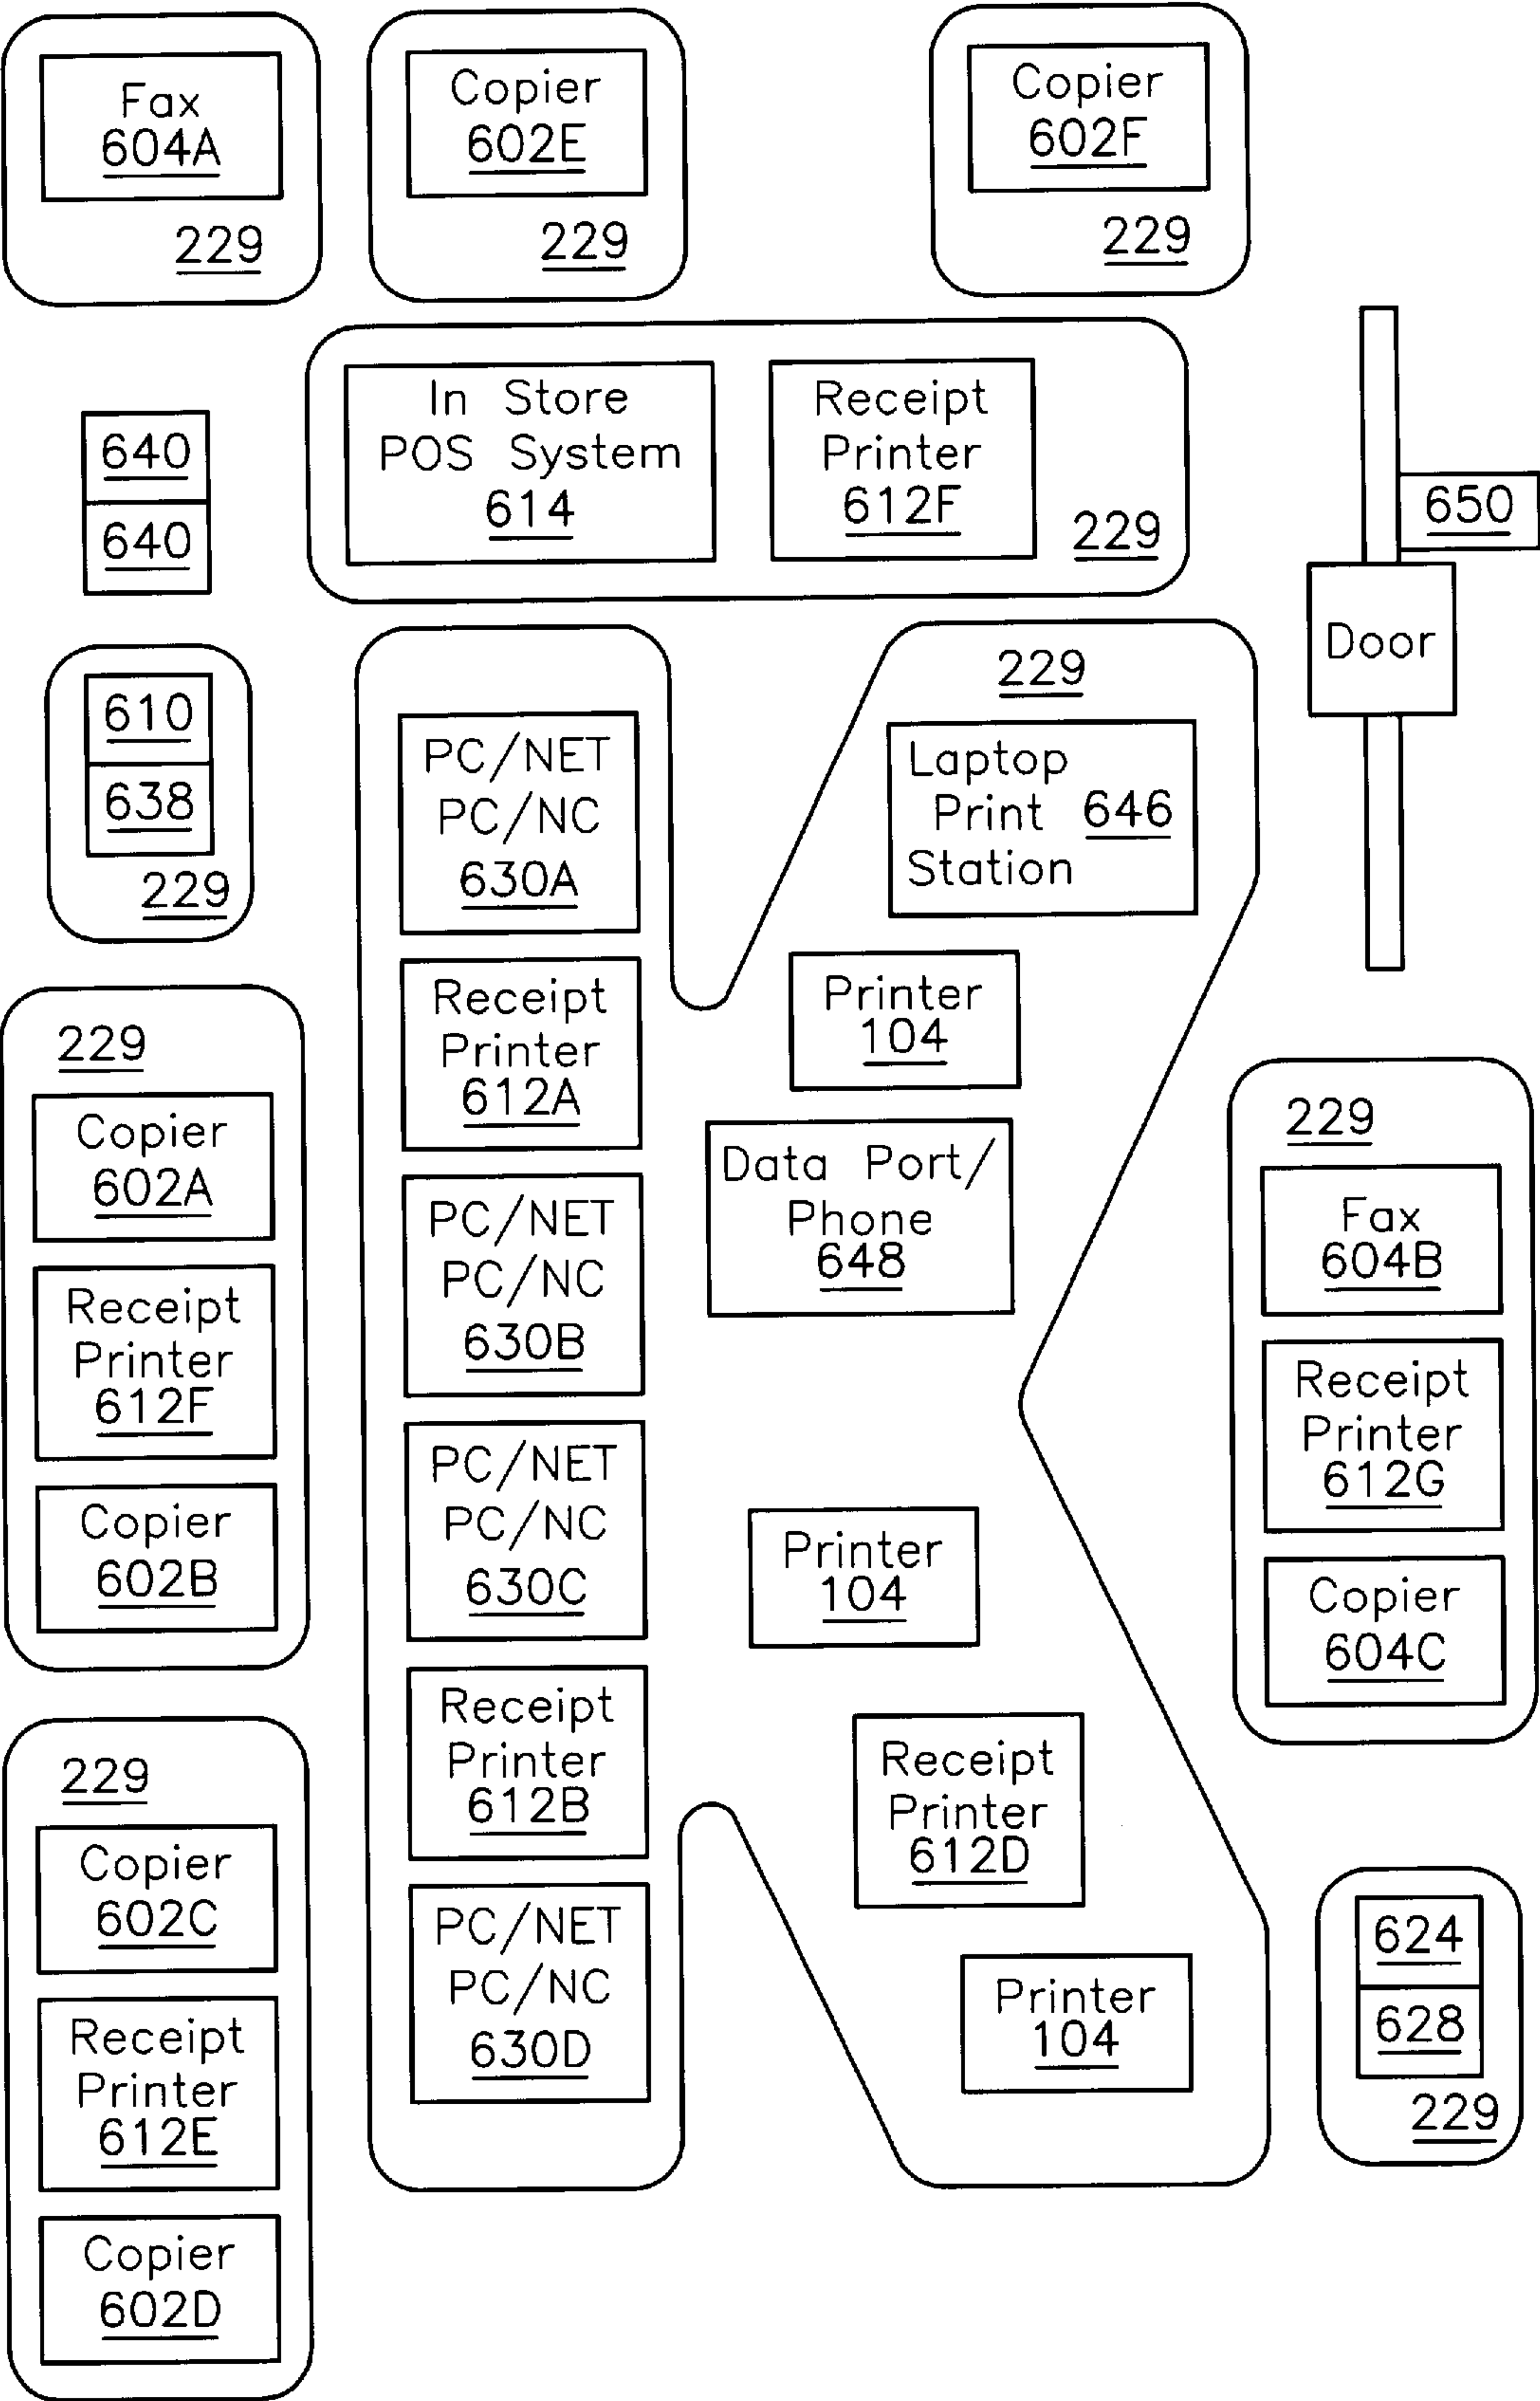 Fax
604A
229
Copier
602E
229
Copier
602F
229
In Store
POS System
614
Receipt
Printer
612F
229
640
640
650
Door
610
638
229
229
Copier
602A
Receipt
Printer
612F
Copier
602B
229
Copier
602C
Receipt
Printer
612E
Copier
602D
PC/NET
PC/NC
630A
Receipt
Printer
612A
PC/NET
PC/NC
630B
PC/NET
PC/NC
630C
Receipt
Printer
612B
PC/NET
PC/NC
630D
229
Laptop
Print 646
Station
Printer
104
Data Port/
Phone
648
Printer
104
Receipt
Printer
612D
Printer
104
229
Fax
604B
Receipt
Printer
612G
Copier
604C
624
628
229